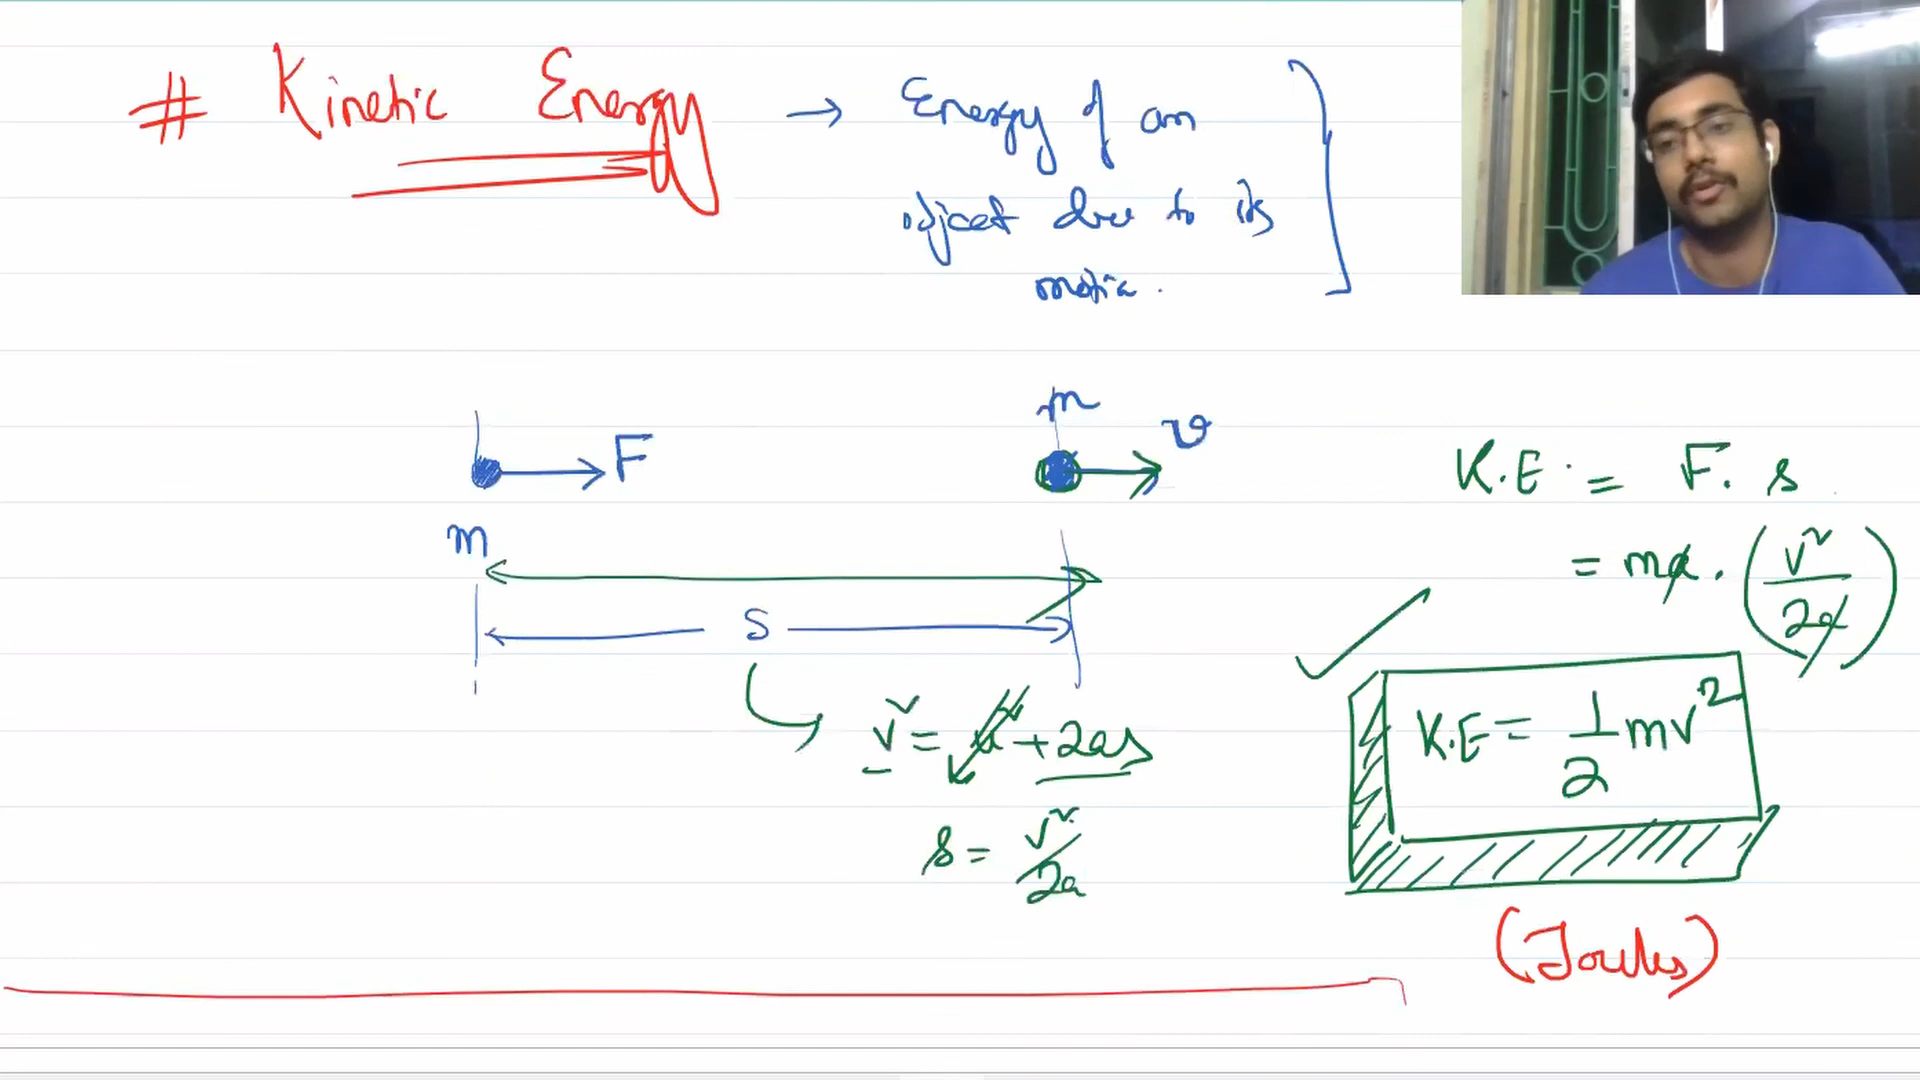 # Kinetic Energy → Energy of an
object due to its
motion.
F
m
m
v
S
v² = u² + 2as
s = v²/2a
K.E. = F. s
= ma . (v²/2a)
K.E = 1/2 mv²
(Joules)